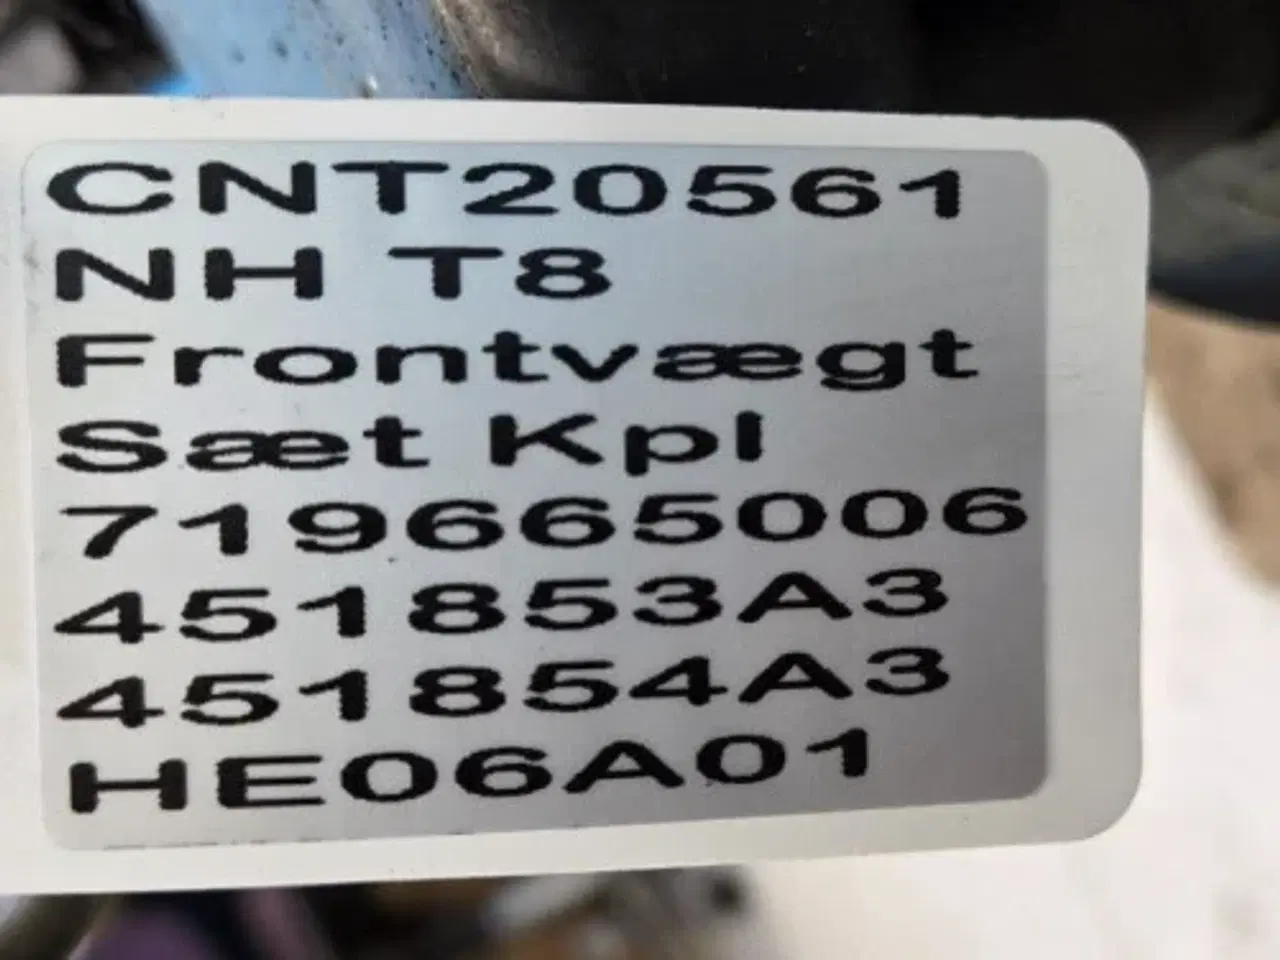 CNT20561
NH T8
Frontvægt
Sæt Kpl
719665006
451853A3
451854A3
HE06A01